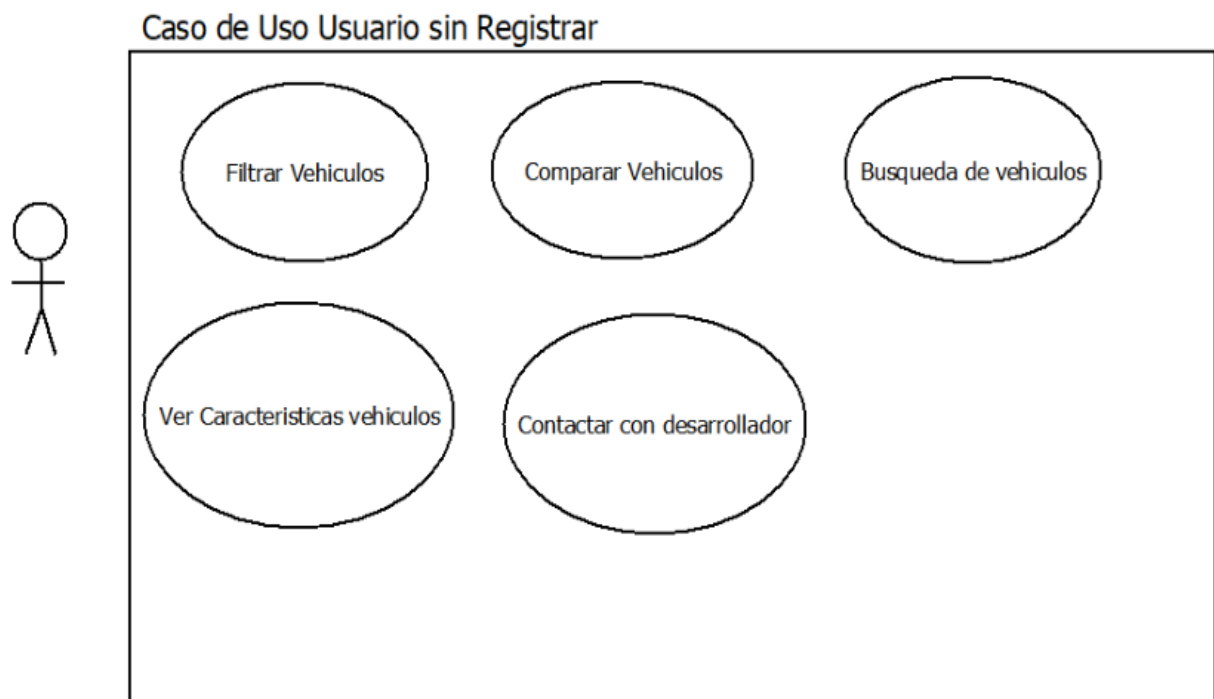 Caso de Uso Usuario sin Registrar
Filtrar Vehiculos
Comparar Vehiculos
Busqueda de vehiculos
Ver Caracteristicas vehiculos
Contactar con desarrollador